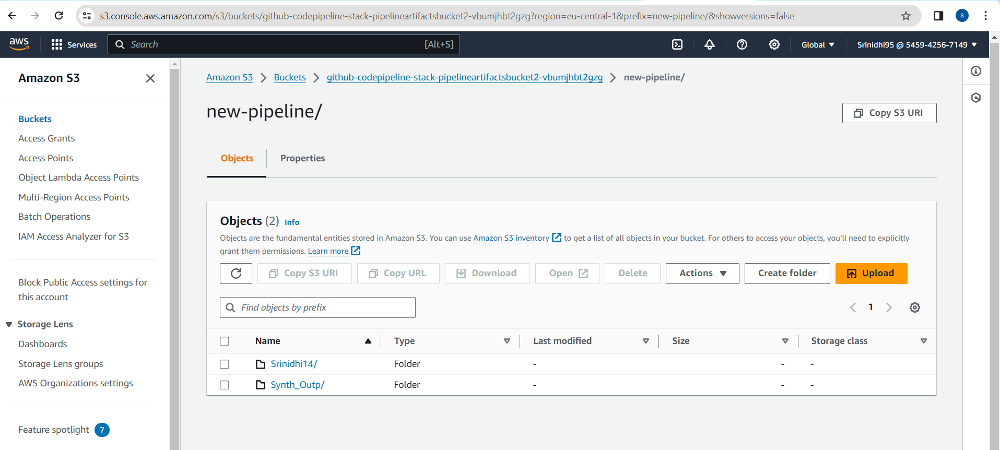 s3.console.aws.amazon.com/s3/buckets/github-codepipeline-stack-pipelineartifactsbucket2-vbumjhbt2gzg?region=eu-central-1&prefix=new-pipeline/&showversions=false
S
aws
Services
Search
[Alt+S]
Global
Srinidhi95 @ 5459-4256-7149
Amazon S3
Buckets
Access Grants
Access Points
Object Lambda Access Points
Multi-Region Access Points
Batch Operations
IAM Access Analyzer for S3
Block Public Access settings for
this account
Storage Lens
Dashboards
Storage Lens groups
AWS Organizations settings
Feature spotlight 7
Amazon S3 > Buckets > github-codepipeline-stack-pipelineartifactsbucket2-vbumjhbt2gzg > new-pipeline/
new-pipeline/
Copy S3 URI
Objects Properties
Objects (2) Info
Objects are the fundamental entities stored in Amazon S3. You can use Amazon S3 inventory to get a list of all objects in your bucket. For others to access your objects, you'll need to explicitly
grant them permissions. Learn more
Copy S3 URI Copy URL Download Open Delete Actions Create folder Upload
Find objects by prefix
1
Name Type Last modified Size Storage class
Srinidhi14/ Folder - - -
Synth_Outp/ Folder - - -